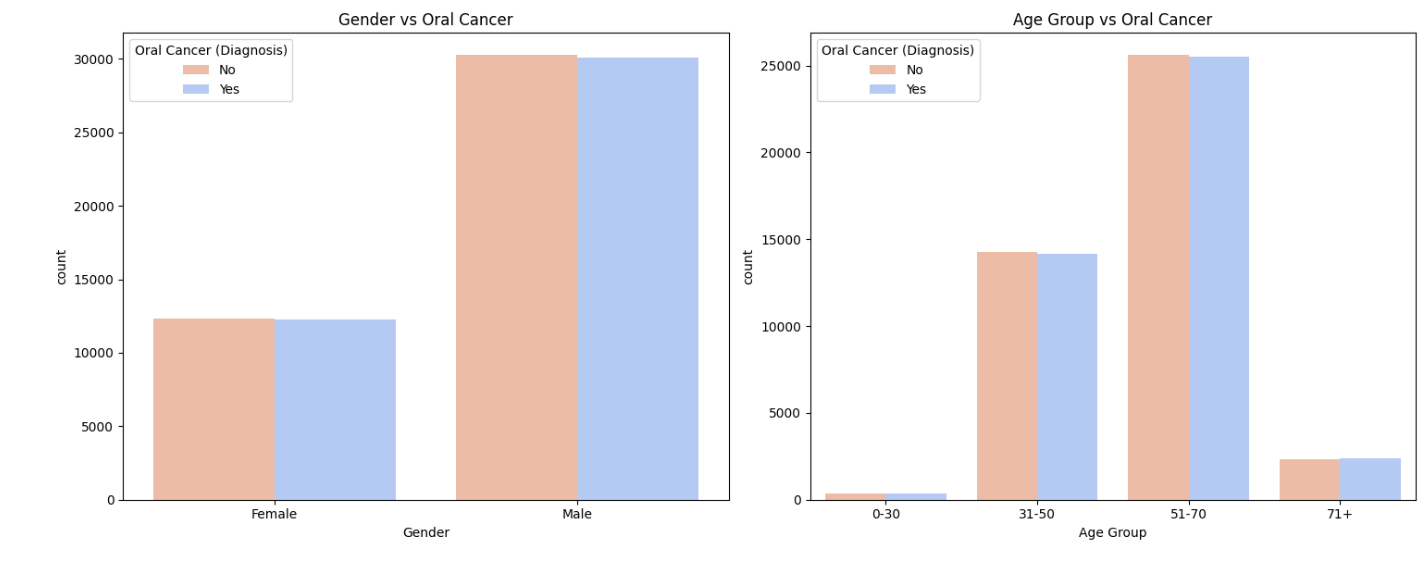 Gender vs Oral Cancer
Oral Cancer (Diagnosis)
No
Yes
30000
25000
20000
15000
10000
5000
0
count
Female
Male
Gender
Age Group vs Oral Cancer
Oral Cancer (Diagnosis)
No
Yes
25000
20000
15000
10000
5000
0
count
0-30
31-50
51-70
71+
Age Group